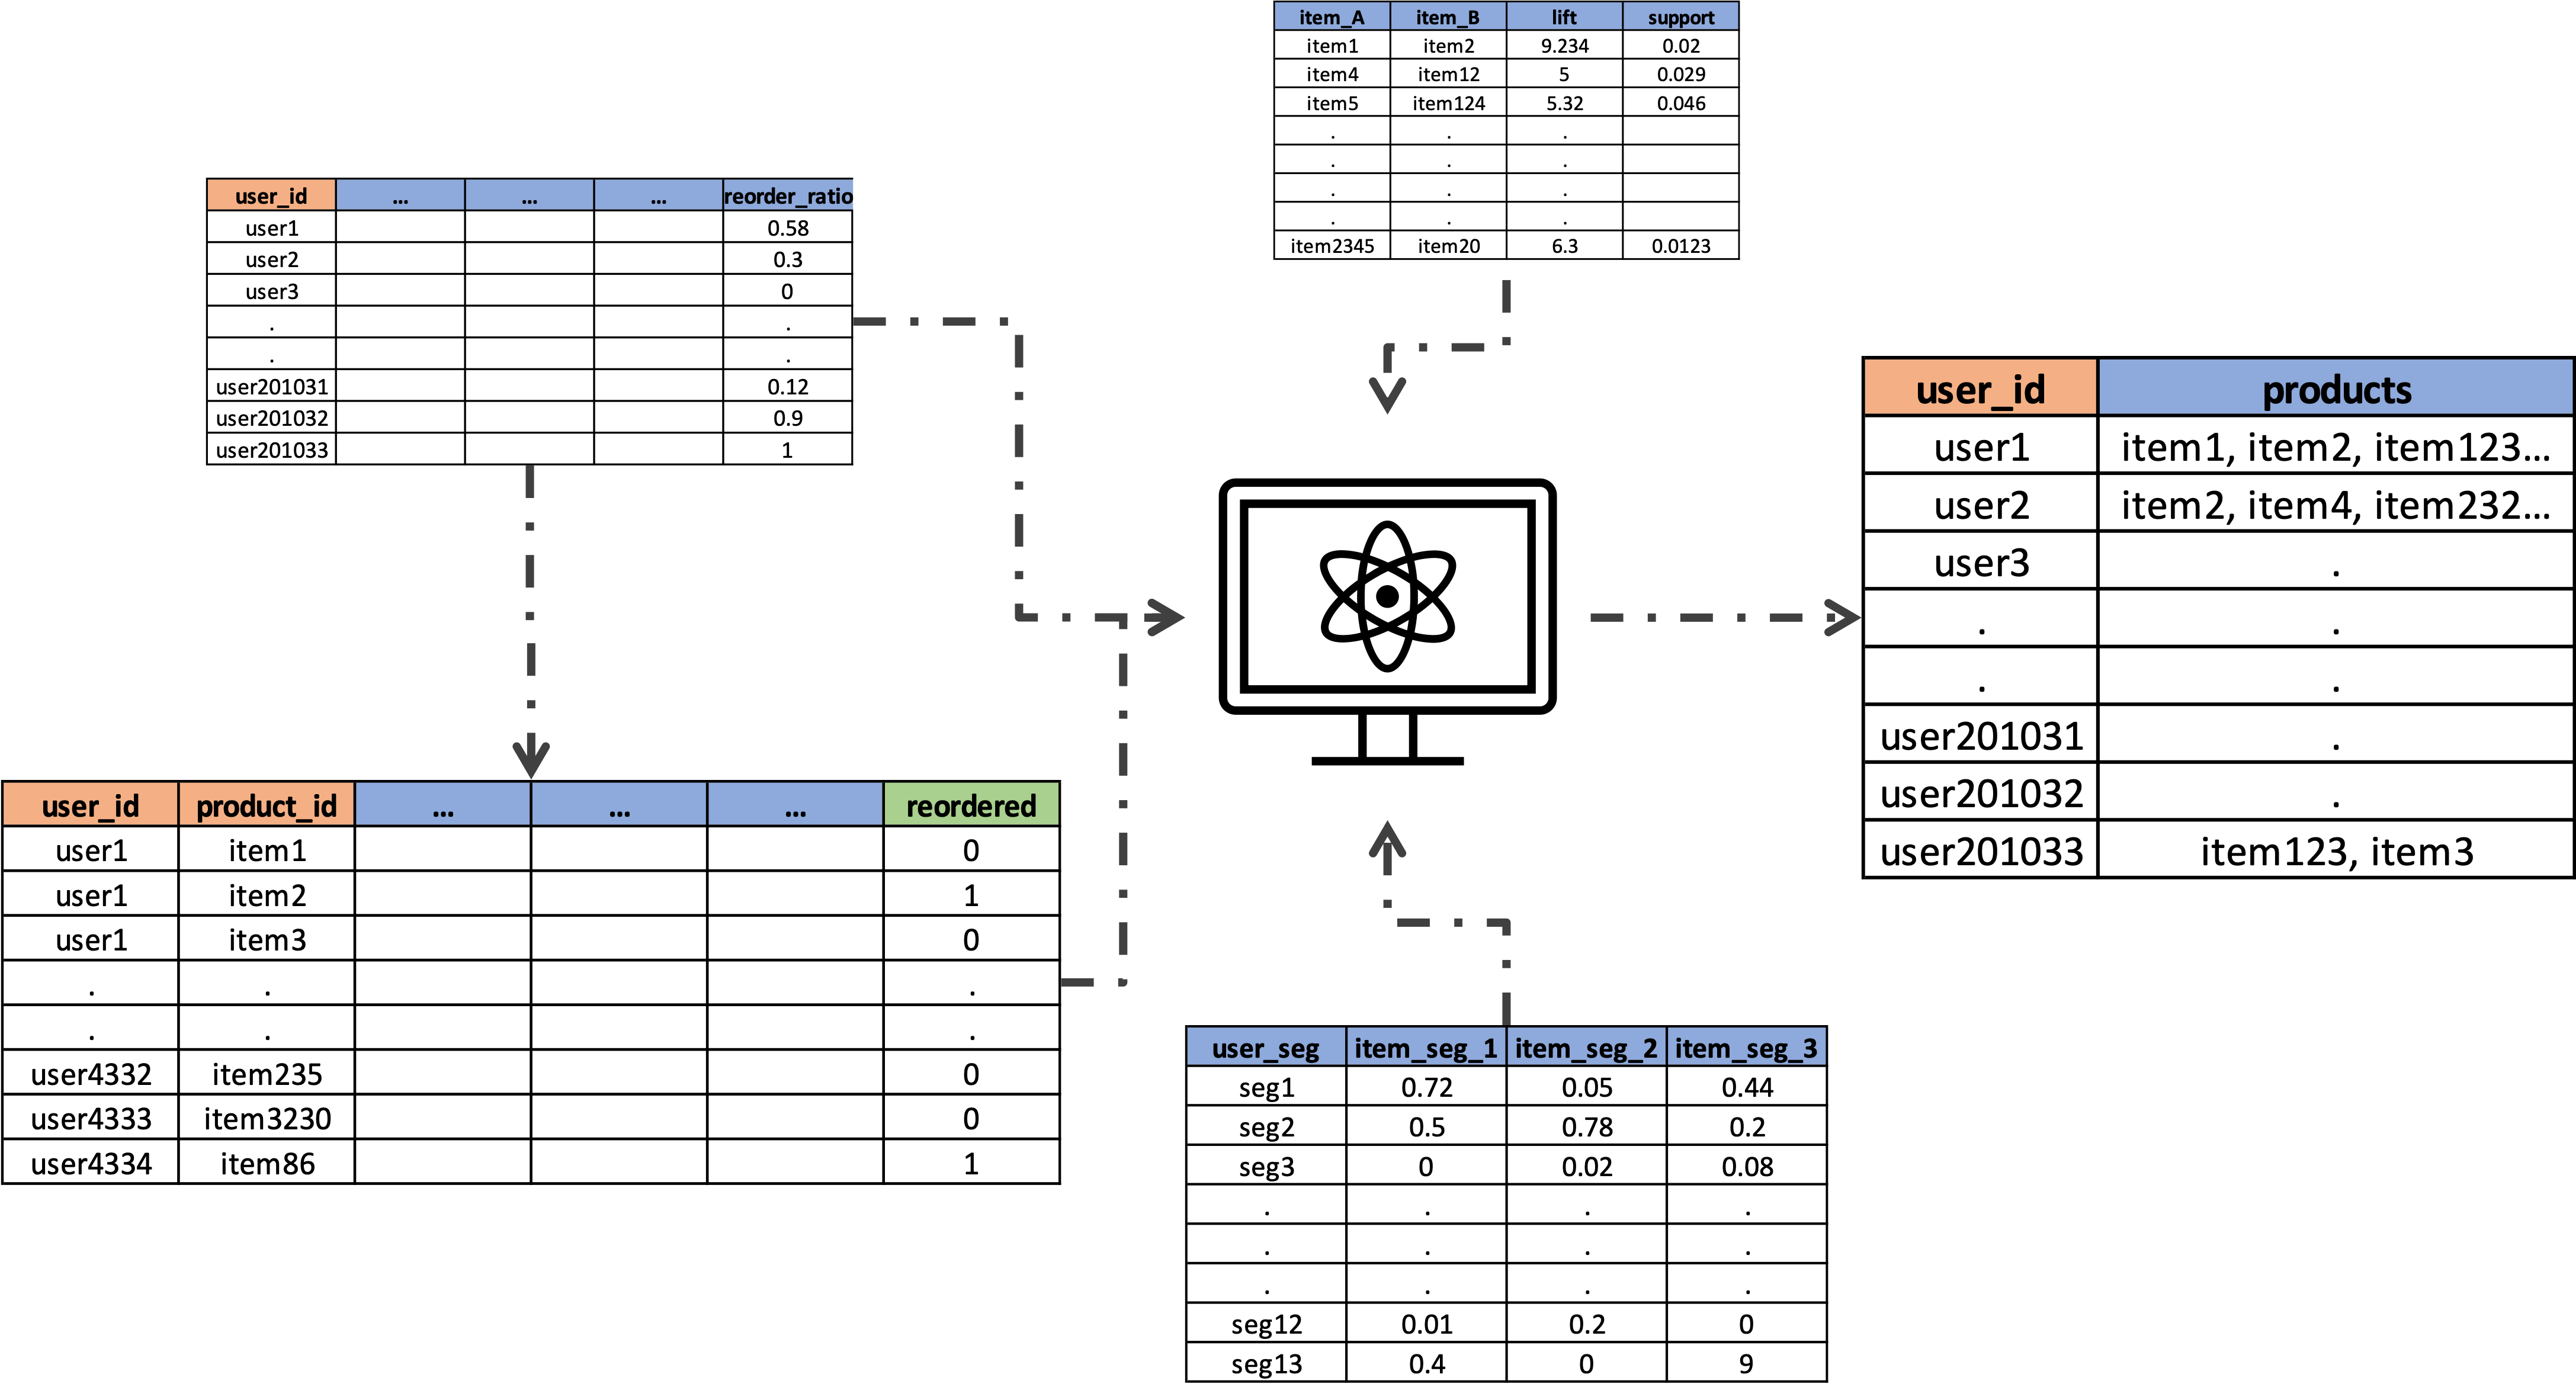 item_A item_B lift support
item1 item2 9.234 0.02
item4 item12 5 0.029
item5 item124 5.32 0.046
. . .
. . .
. . .
. . .
item2345 item20 6.3 0.0123
user_id ... ... ... reorder_ratio
user1 0.58
user2 0.3
user3 0
. .
. .
user201031 0.12
user201032 0.9
user201033 1
user_id products
user1 item1, item2, item123...
user2 item2, item4, item232...
user3 .
. .
. .
user201031 .
user201032 .
user201033 item123, item3
user_id product_id ... ... ... reordered
user1 item1 0
user1 item2 1
user1 item3 0
. . .
. . .
user4332 item235 0
user4333 item3230 0
user4334 item86 1
user_seg item_seg_1 item_seg_2 item_seg_3
seg1 0.72 0.05 0.44
seg2 0.5 0.78 0.2
seg3 0 0.02 0.08
. . . .
. . . .
. . . .
seg12 0.01 0.2 0
seg13 0.4 0 9